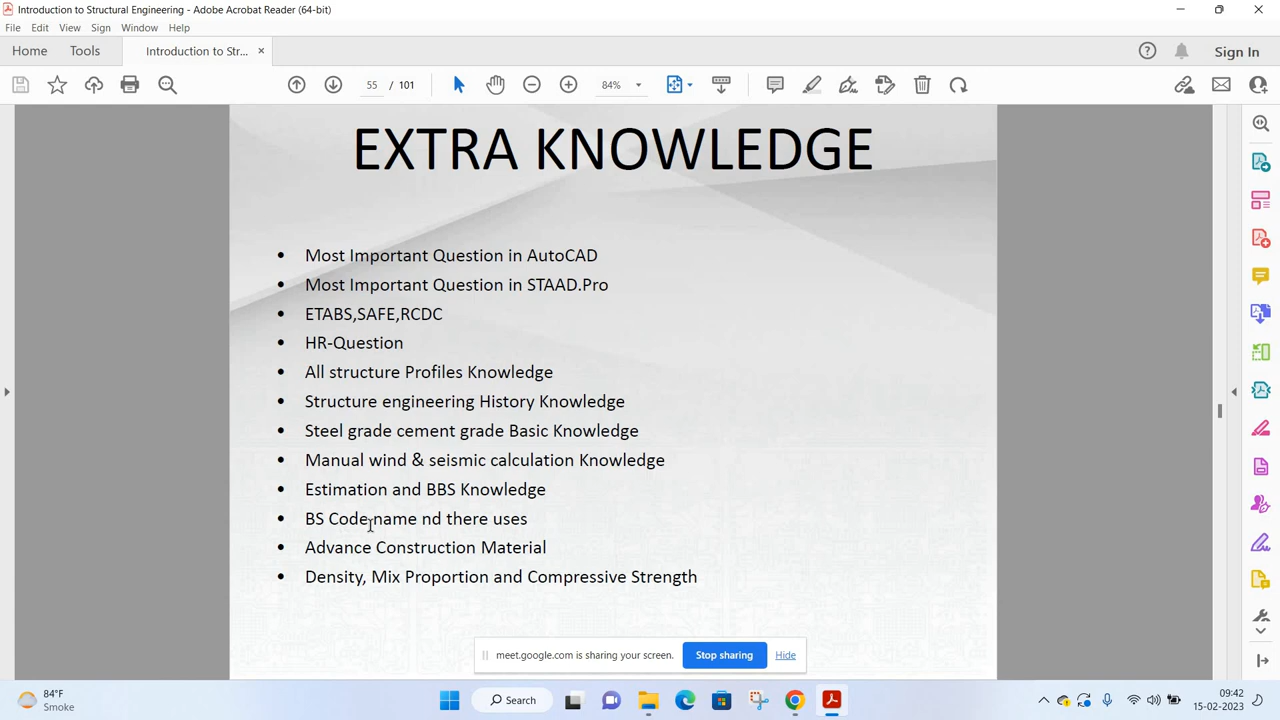 Introduction to Structural Engineering - Adobe Acrobat Reader (64-bit)
File Edit View Sign Window Help
Home Tools Introduction to Str... × Sign In
55 / 101 84%
EXTRA KNOWLEDGE
• Most Important Question in AutoCAD
• Most Important Question in STAAD.Pro
• ETABS,SAFE,RCDC
• HR-Question
• All structure Profiles Knowledge
• Structure engineering History Knowledge
• Steel grade cement grade Basic Knowledge
• Manual wind & seismic calculation Knowledge
• Estimation and BBS Knowledge
• BS Code name nd there uses
• Advance Construction Material
• Density, Mix Proportion and Compressive Strength
meet.google.com is sharing your screen. Stop sharing Hide
84°F
Smoke
Search
09:42
15-02-2023